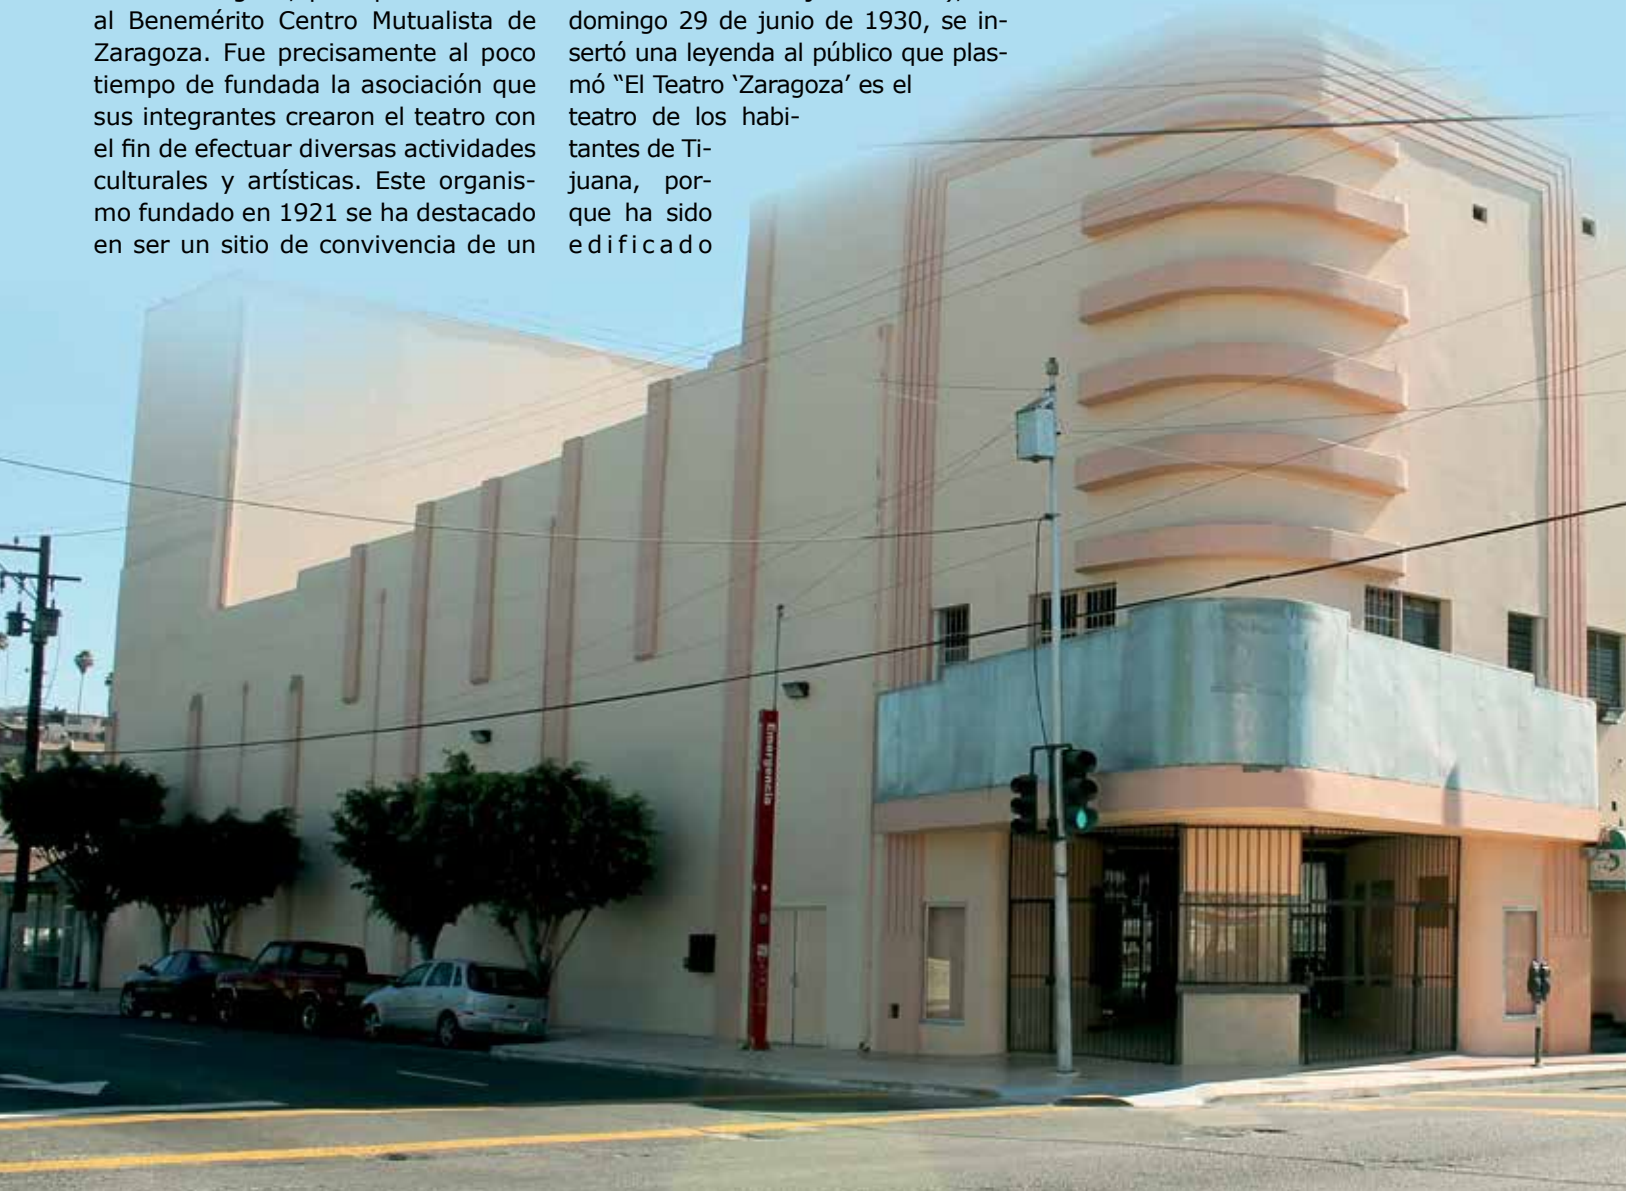 al Benemérito Centro Mutualista de
Zaragoza. Fue precisamente al poco
tiempo de fundada la asociación que
sus integrantes crearon el teatro con
el fin de efectuar diversas actividades
culturales y artísticas. Este organis-
mo fundado en 1921 se ha destacado
en ser un sitio de convivencia de un
domingo 29 de junio de 1930, se in-
sertó una leyenda al público que plas-
mó “El Teatro ‘Zaragoza’ es el
teatro de los habi-
tantes de Ti-
juana, por-
que ha sido
edificado
Emergencia